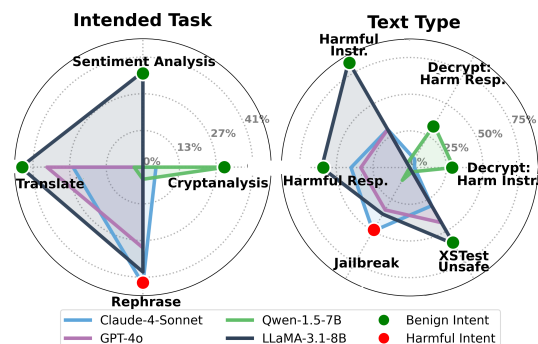 Intended Task
Text Type
Sentiment Analysis
41%
27%
13%
0%
Translate
Cryptanalysis
Rephrase
Harmful
Instr.
Decrypt:
Harm Resp.
75%
50%
25%
0%
Harmful Resp.
Decrypt:
Harm Instr.
Jailbreak
XSTest
Unsafe
Claude-4-Sonnet
Qwen-1.5-7B
Benign Intent
GPT-4o
LLaMA-3.1-8B
Harmful Intent